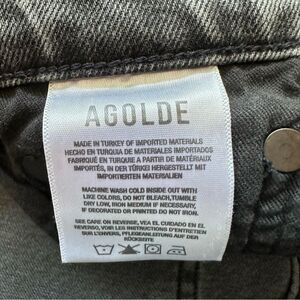 AGOLDE
MADE IN TURKEY OF IMPORTED MATERIALS
HECHO EN TURQUIA DE MATERIALES IMPORTADOS
FABRIQUÉ EN TURQUIE A PARTIR DE MATÉRIAUX
IMPORTÉS, IN DER TÜRKEI HERGESTELLT MIT
IMPORTIERTEN MATERIALIEN
MACHINE WASH COLD INSIDE OUT WITH
LIKE COLORS, DO NOT BLEACH, TUMBLE
DRY LOW, IRON MEDIUM IF NECESSARY,
IF DECORATED OR PRINTED DO NOT IRON.
SEE CARE ON REVERSE, VEA EL CUIDADO EN EL
REVERSO, VOIR LES INSTRUCTIONS D'ENTRETIEN
SUR L'ENVERS, PFLEGEANLEITUNG AUF DER
RÜCKSEITE